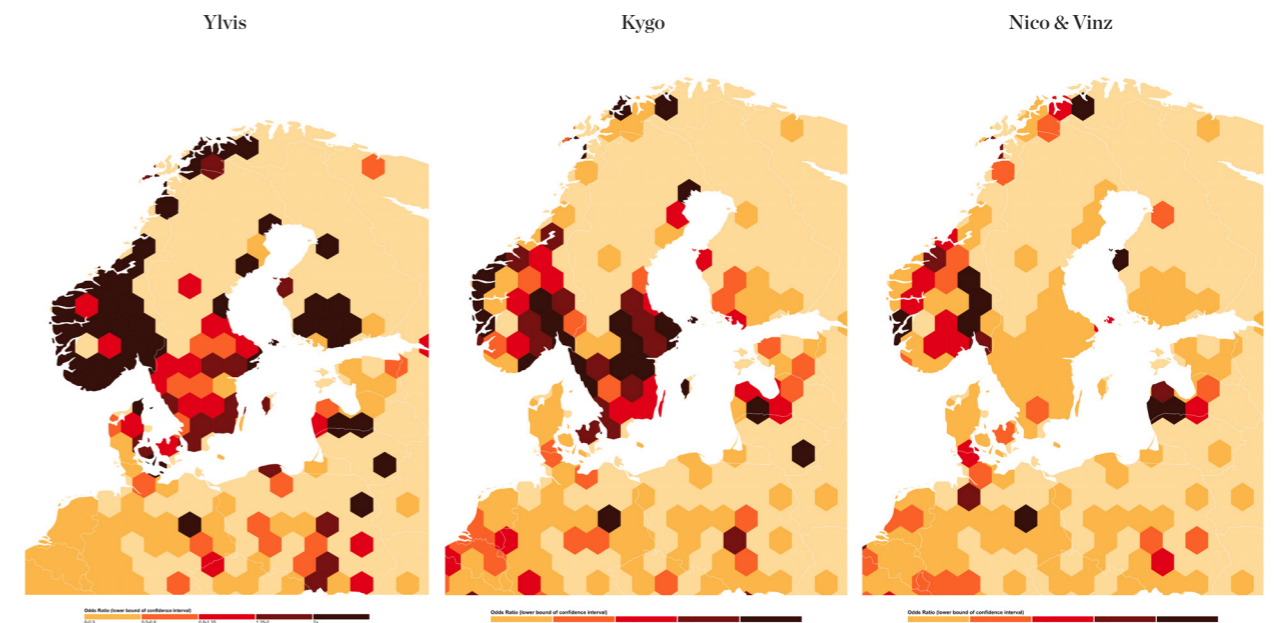 Ylvis
Kygo
Nico & Vinz
Odds Ratio (lower bound of confidence interval)
Odds Ratio (lower bound of confidence interval)
Odds Ratio (lower bound of confidence interval)